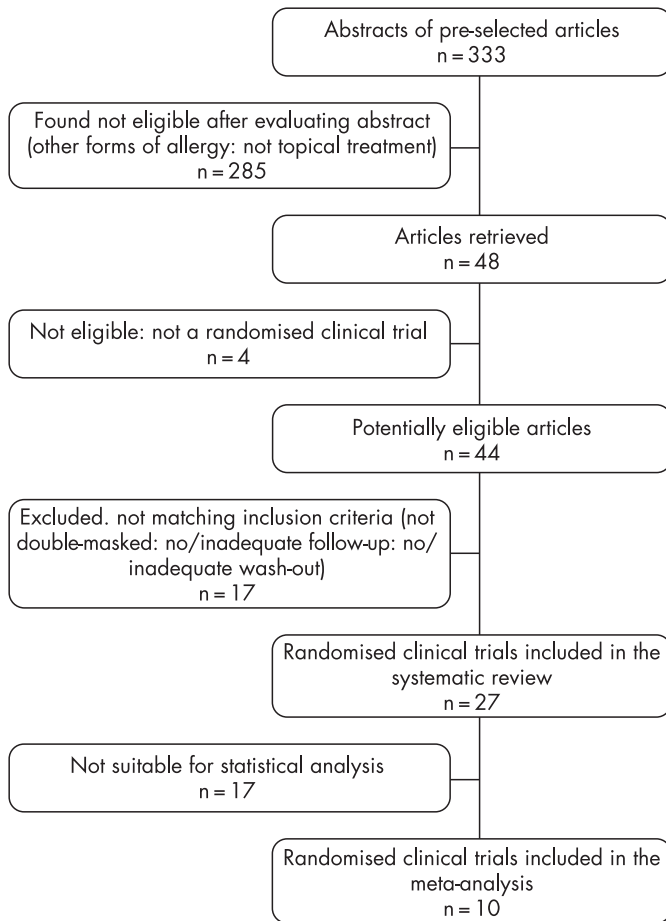 Abstracts of pre-selected articles
n = 333
Found not eligible after evaluating abstract
(other forms of allergy: not topical treatment)
n = 285
Articles retrieved
n = 48
Not eligible: not a randomised clinical trial
n = 4
Potentially eligible articles
n = 44
Excluded. not matching inclusion criteria (not
double-masked: no/inadequate follow-up: no/
inadequate wash-out)
n = 17
Randomised clinical trials included in the
systematic review
n = 27
Not suitable for statistical analysis
n = 17
Randomised clinical trials included in the
meta-analysis
n = 10